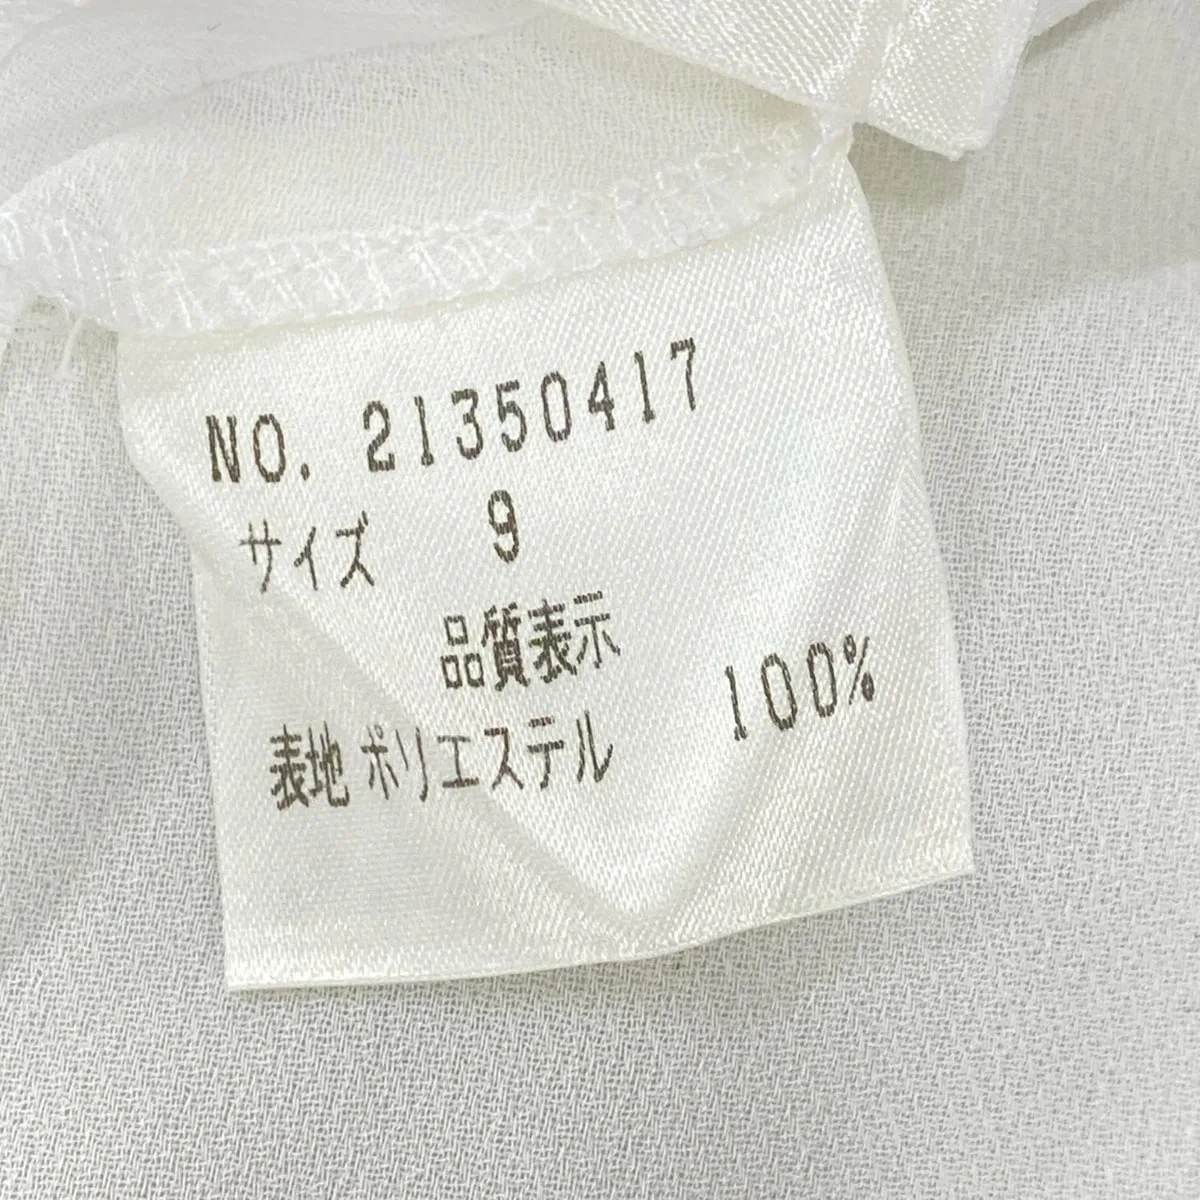 NO. 21350417
サイズ 9
品質表示
表地 ポリエステル 100%